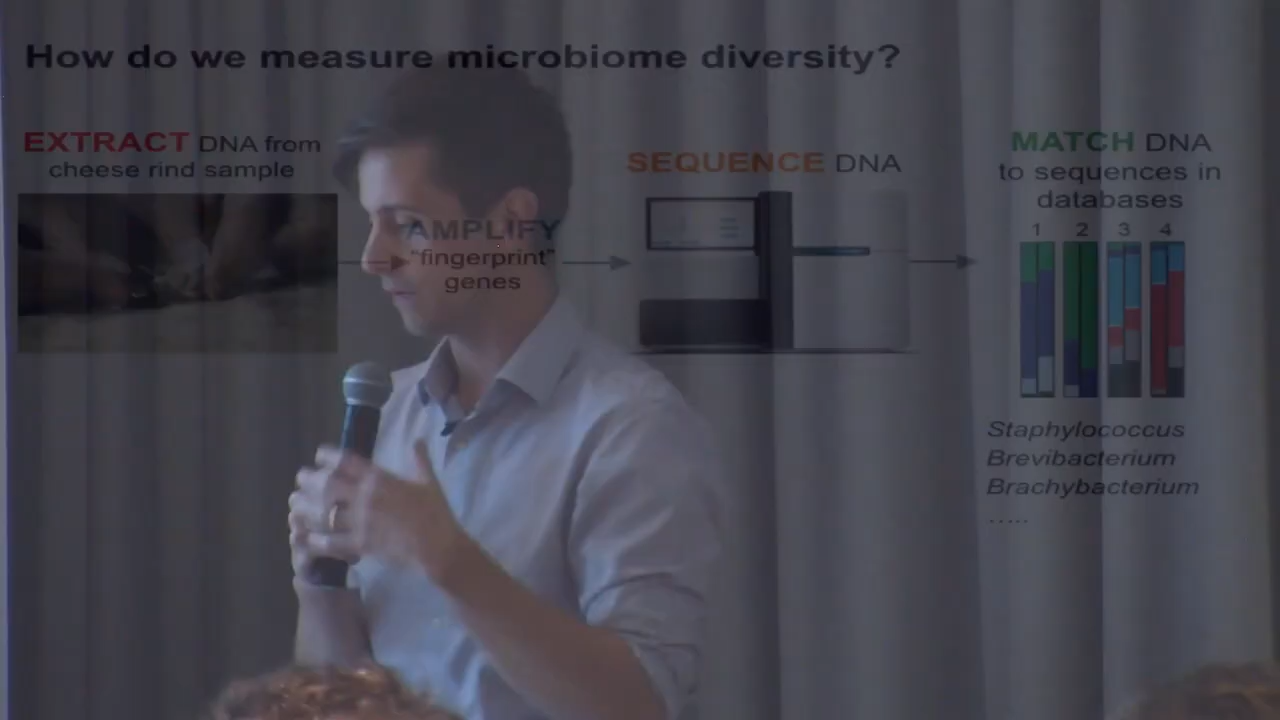 How do we measure microbiome diversity?
EXTRACT DNA from
cheese rind sample
AMPLIFY
"fingerprint"
genes
SEQUENCE DNA
MATCH DNA
to sequences in
databases
1 2 3 4
Staphylococcus
Brevibacterium
Brachybacterium
.....